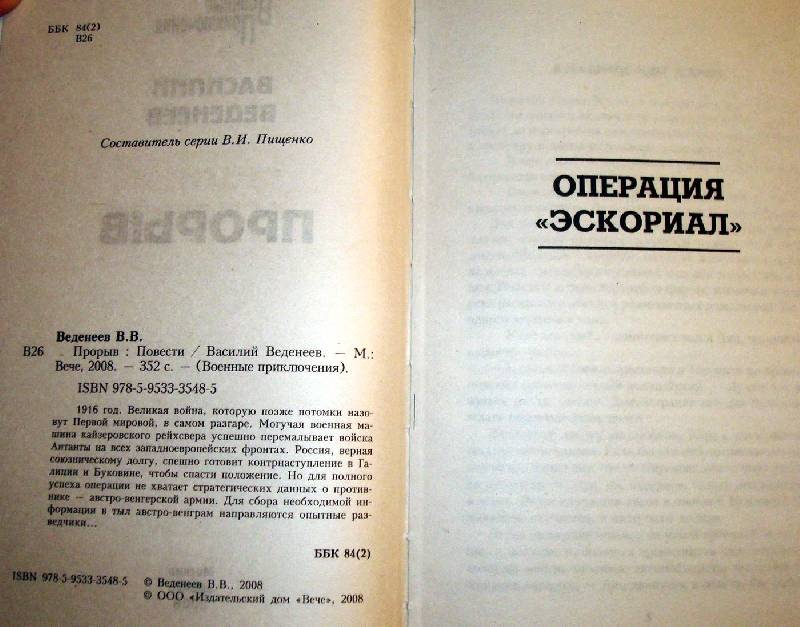 ББК 84(2)
В26
Составитель серии В.И. Пищенко
Веденеев В.В.
В26 Прорыв : Повести / Василий Веденеев. — М.:
Вече, 2008. — 352 с. — (Военные приключения).
ISBN 978-5-9533-3548-5
1916 год. Великая война, которую позже потомки назо-
вут Первой мировой, в самом разгаре. Могучая военная ма-
шина кайзеровского рейхсвера успешно перемалывает войска
Антанты на всех западноевропейских фронтах. Россия, верная
союзническому долгу, спешно готовит контрнаступление в Га-
лиции и Буковине, чтобы спасти положение. Но для полного
успеха операции не хватает стратегических данных о против-
нике — австро-венгерской армии. Для сбора необходимой ин-
формации в тыл австро-венграм направляются опытные раз-
ведчики...
ББК 84(2)
ISBN 978-5-9533-3548-5 © Веденеев В.В., 2008
© ООО «Издательский дом «Вече», 2008
ОПЕРАЦИЯ
«ЭСКОРИАЛ»